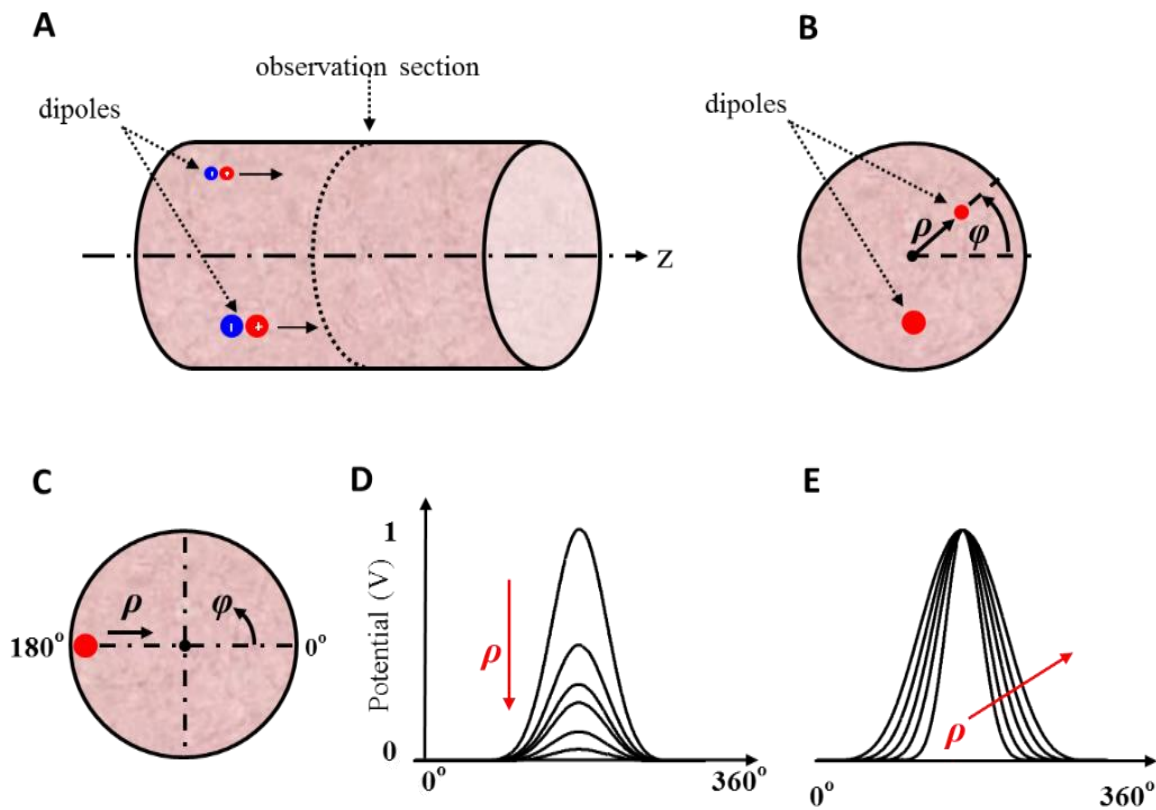 A
observation section
dipoles
- +
- +
z
B
dipoles
ρ
φ
C
ρ
φ
180°
0°
D
1
Potential (V)
ρ
0
0°
360°
E
ρ
0°
360°